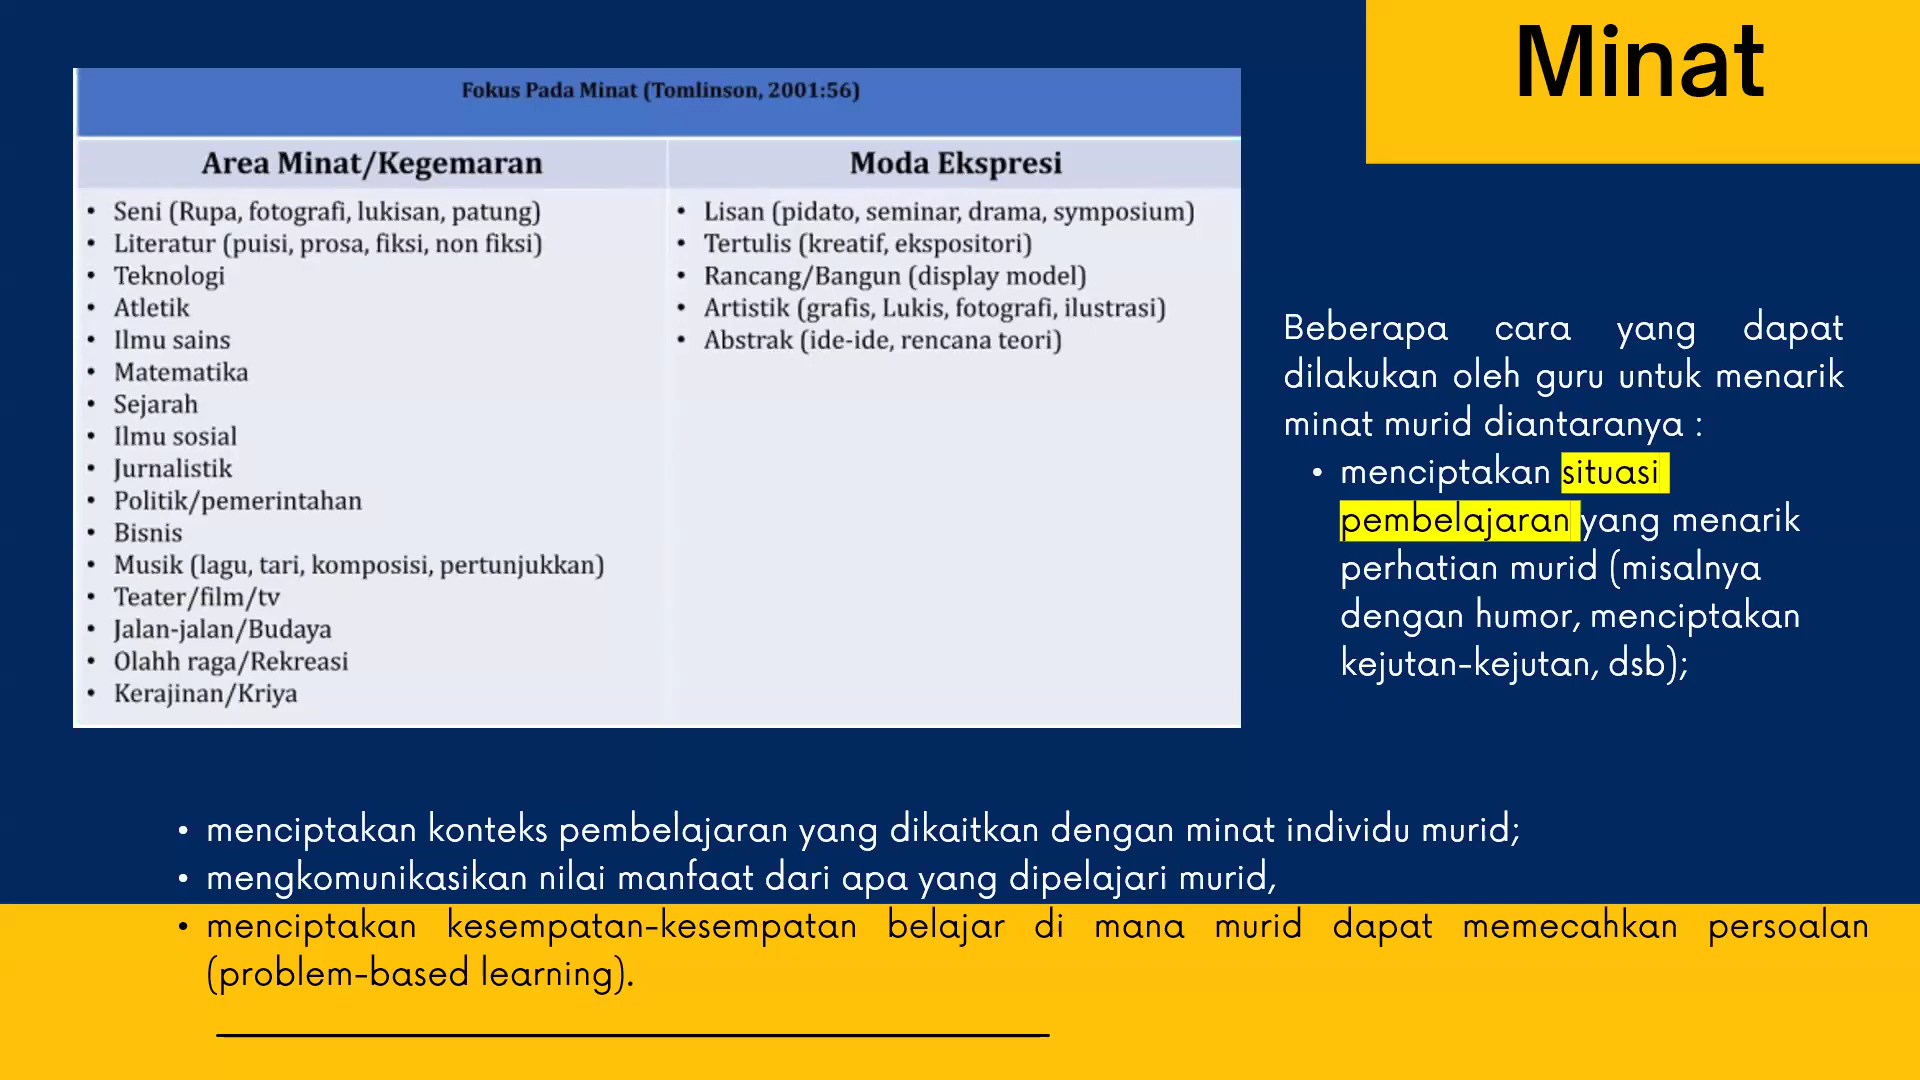 Minat
Fokus Pada Minat (Tomlinson, 2001:56)
Area Minat/Kegemaran
• Seni (Rupa, fotografi, lukisan, patung)
• Literatur (puisi, prosa, fiksi, non fiksi)
• Teknologi
• Atletik
• Ilmu sains
• Matematika
• Sejarah
• Ilmu sosial
• Jurnalistik
• Politik/pemerintahan
• Bisnis
• Musik (lagu, tari, komposisi, pertunjukkan)
• Teater/film/tv
• Jalan-jalan/Budaya
• Olahh raga/Rekreasi
• Kerajinan/Kriya
Moda Ekspresi
• Lisan (pidato, seminar, drama, symposium)
• Tertulis (kreatif, ekspositori)
• Rancang/Bangun (display model)
• Artistik (grafis, Lukis, fotografi, ilustrasi)
• Abstrak (ide-ide, rencana teori)
Beberapa cara yang dapat
dilakukan oleh guru untuk menarik
minat murid diantaranya :
• menciptakan situasi
pembelajaran yang menarik
perhatian murid (misalnya
dengan humor, menciptakan
kejutan-kejutan, dsb);
• menciptakan konteks pembelajaran yang dikaitkan dengan minat individu murid;
• mengkomunikasikan nilai manfaat dari apa yang dipelajari murid,
• menciptakan kesempatan-kesempatan belajar di mana murid dapat memecahkan persoalan
(problem-based learning).